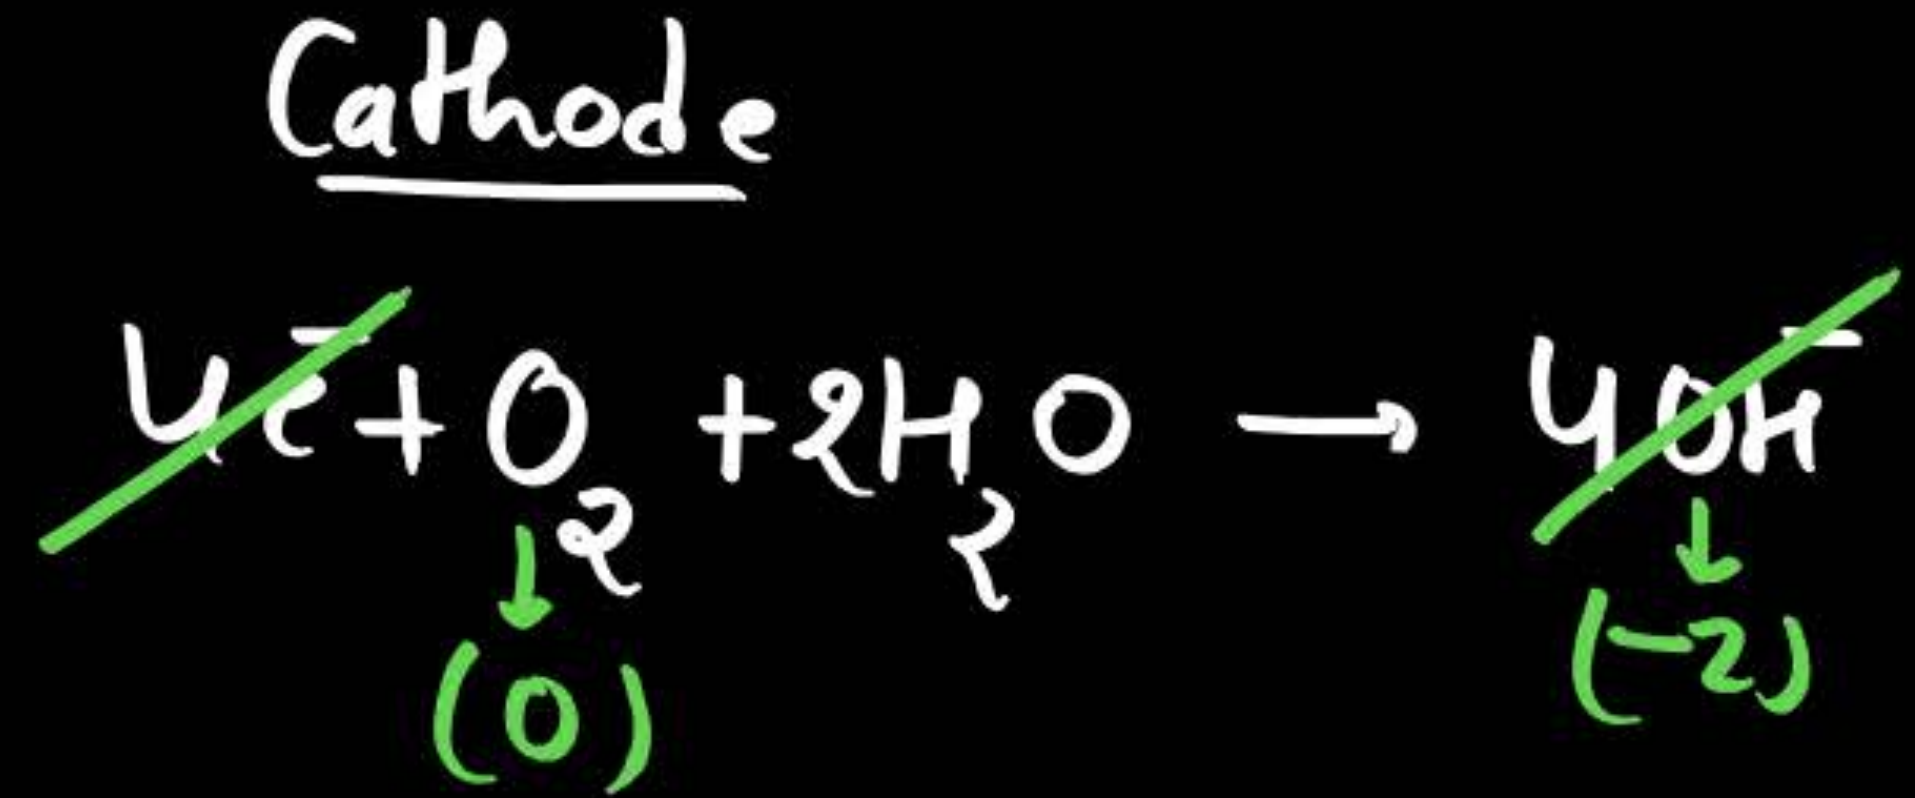 Cathode
4e⁻ + O₂ + 2H₂O → 4OH⁻
↓ ↓
(0) (-2)